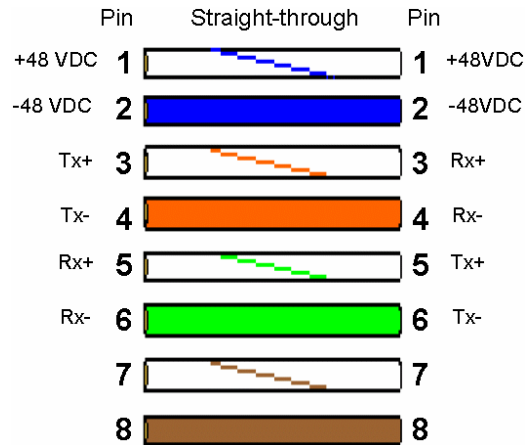 Pin Straight-through Pin
+48 VDC 1 1 +48VDC
-48 VDC 2 2 -48VDC
Tx+ 3 3 Rx+
Tx- 4 4 Rx-
Rx+ 5 5 Tx+
Rx- 6 6 Tx-
7 7
8 8